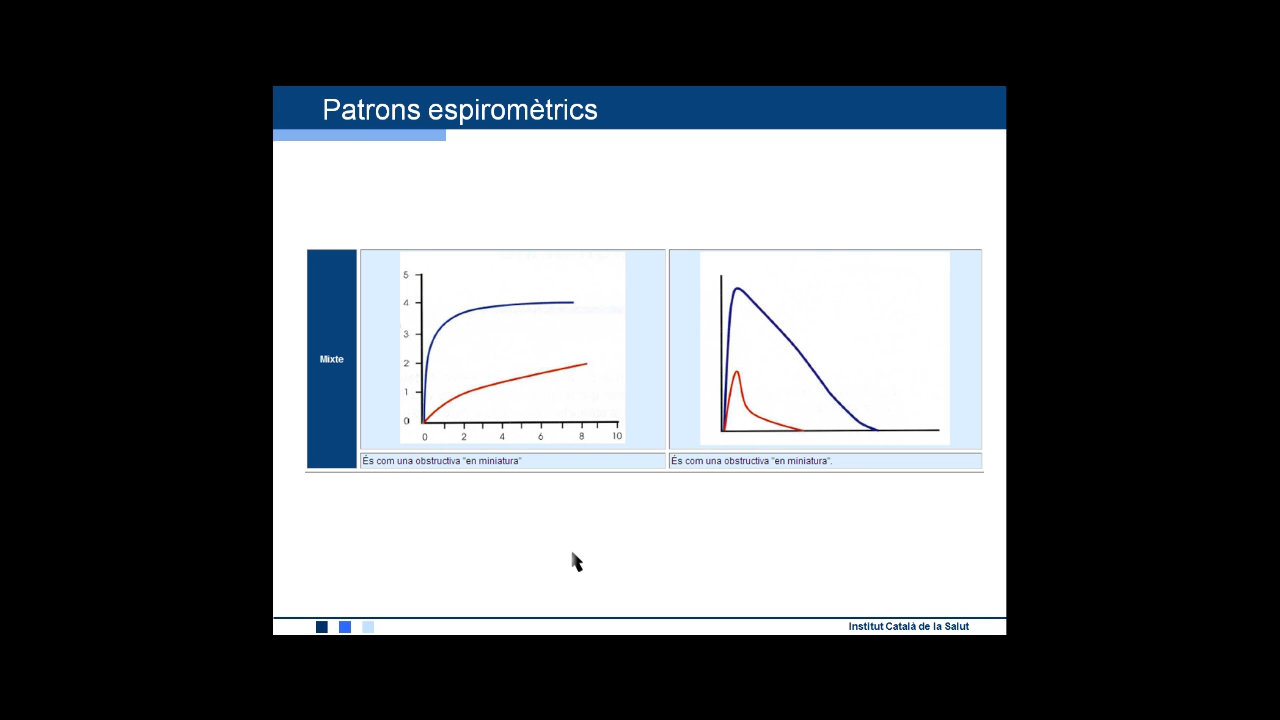 Patrons espiromètrics
Mixte
5
4
3
2
1
0
0 2 4 6 8 10
És com una obstructiva "en miniatura"
És com una obstructiva "en miniatura".
Institut Català de la Salut